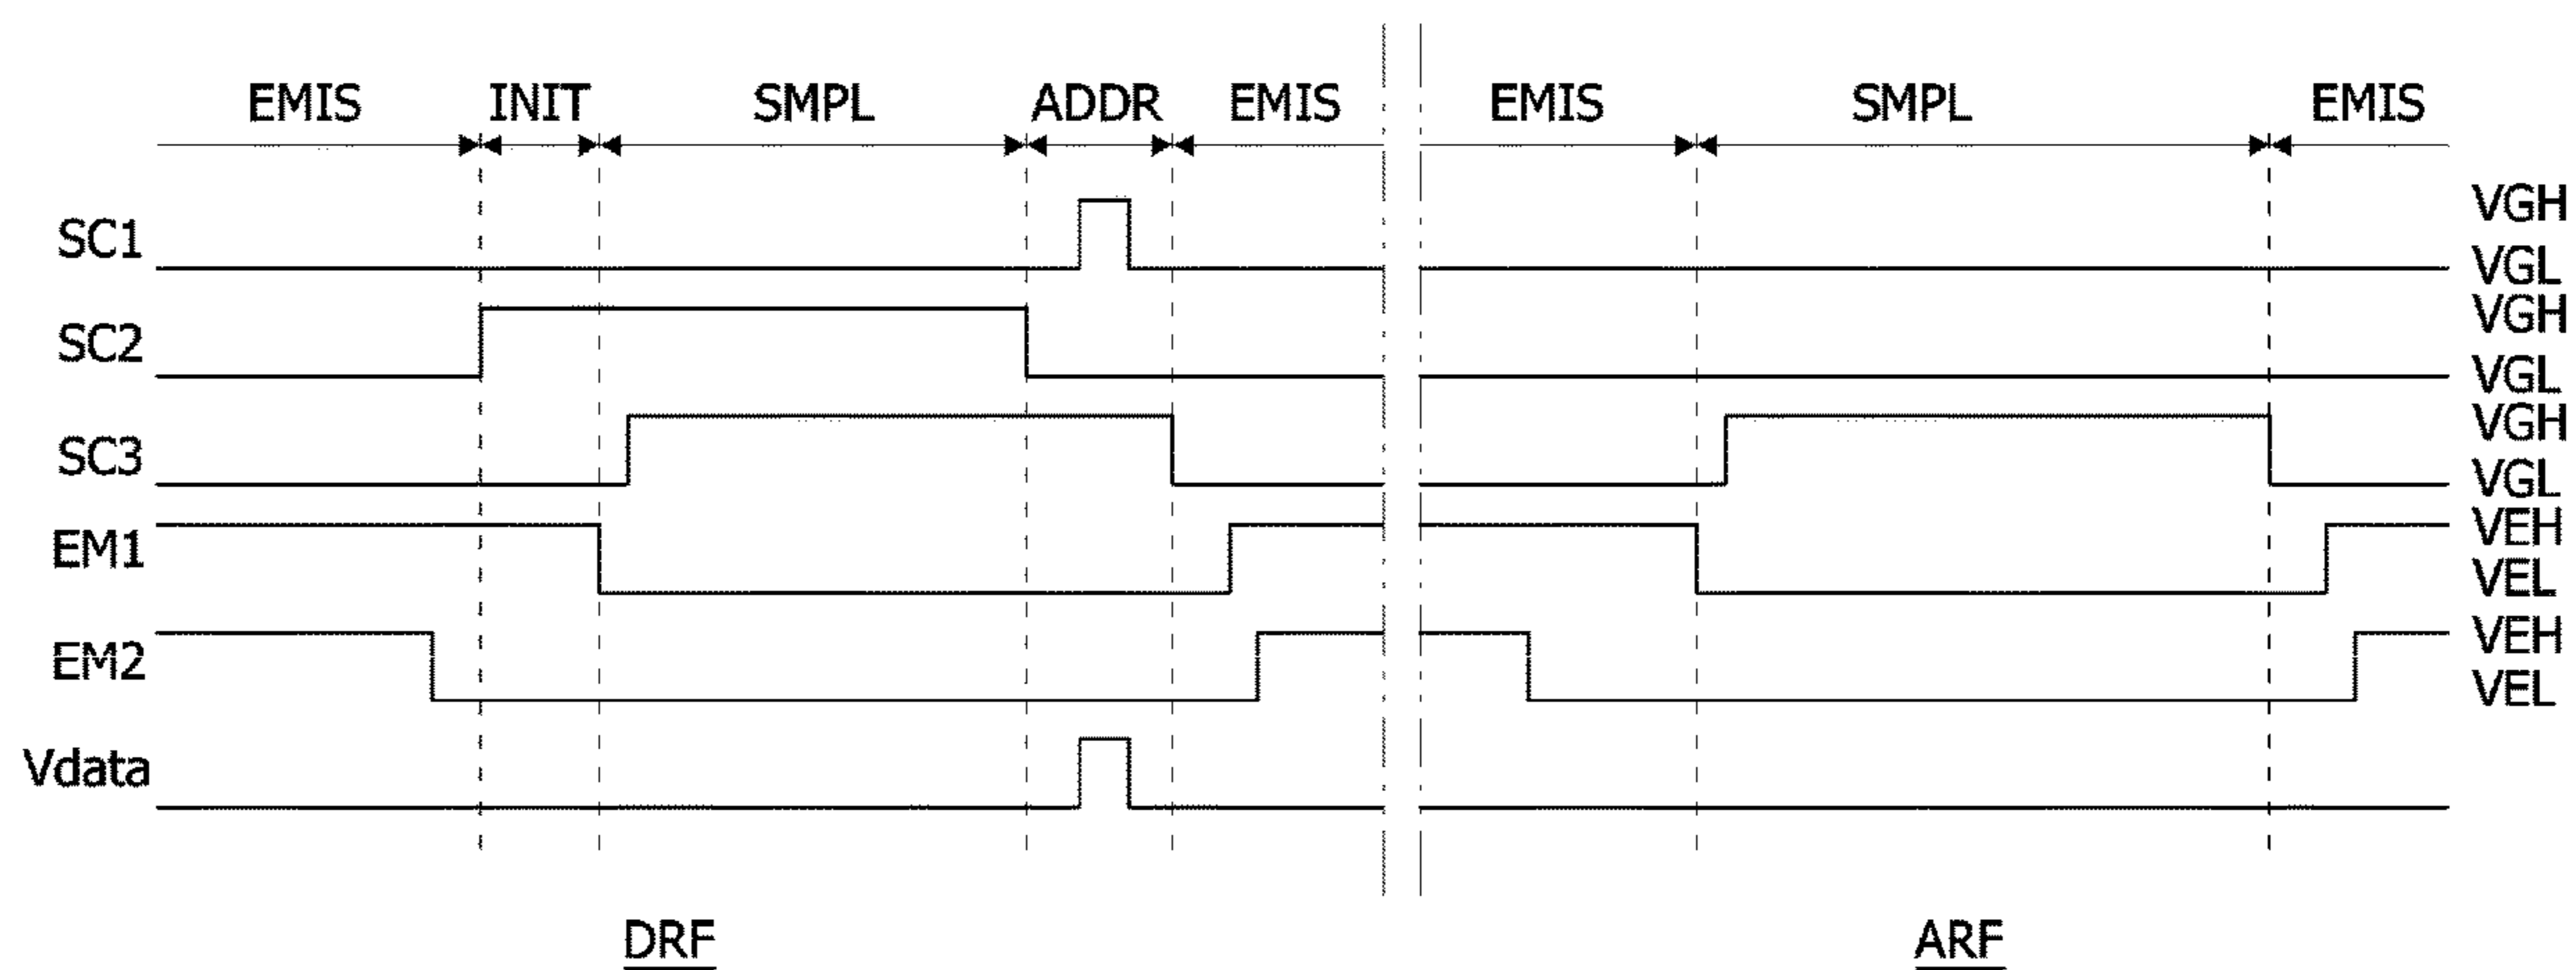 EMIS INIT SMPL ADDR EMIS EMIS SMPL EMIS
SC1 VGH
VGL
SC2 VGH
VGL
SC3 VGH
VGL
EM1 VEH
VEL
EM2 VEH
VEL
Vdata
DRF ARF